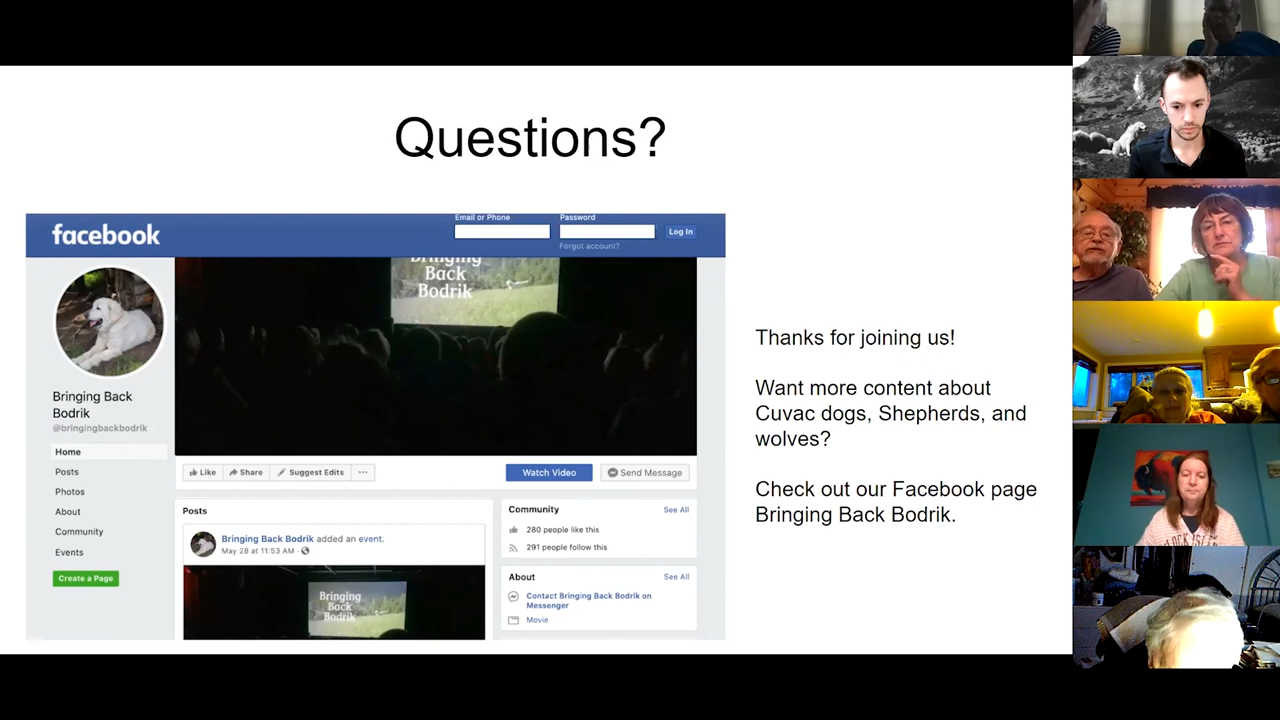 Questions?
facebook
Email or Phone
Password
Log In
Forgot account?
Bringing
Back
Bodrik
Bringing Back
Bodrik
@bringingbackbodrik
Home
Posts
Photos
About
Community
Events
Create a Page
Like
Share
Suggest Edits
Watch Video
Send Message
Posts
Bringing Back Bodrik added an event.
May 28 at 11:53 AM ·
Bringing
Back
Bodrik
Community
See All
280 people like this
291 people follow this
About
See All
Contact Bringing Back Bodrik on
Messenger
Movie
Thanks for joining us!
Want more content about
Cuvac dogs, Shepherds, and
wolves?
Check out our Facebook page
Bringing Back Bodrik.